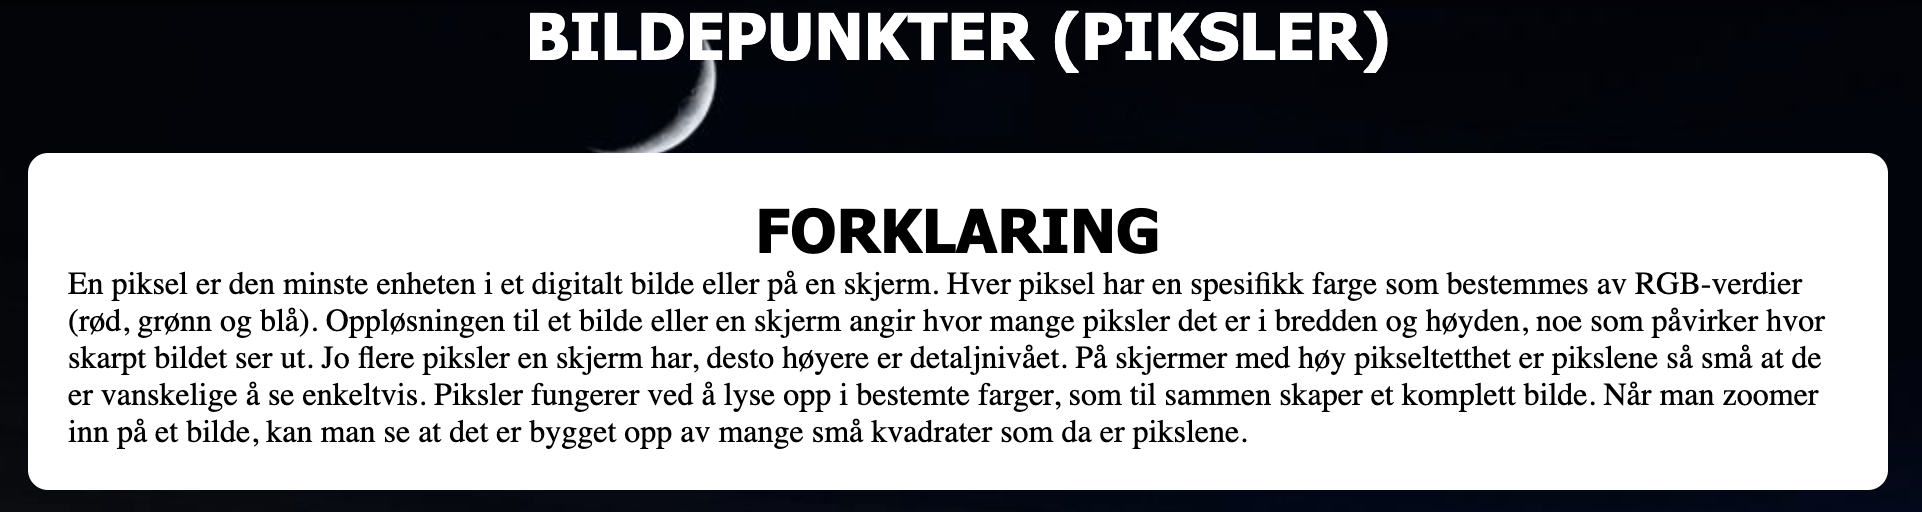 BILDEPUNKTER (PIKSLER)
FORKLARING
En piksel er den minste enheten i et digitalt bilde eller på en skjerm. Hver piksel har en spesifikk farge som bestemmes av RGB-verdier
(rød, grønn og blå). Oppløsningen til et bilde eller en skjerm angir hvor mange piksler det er i bredden og høyden, noe som påvirker hvor
skarpt bildet ser ut. Jo flere piksler en skjerm har, desto høyere er detaljnivået. På skjermer med høy pikseltetthet er pikslene så små at de
er vanskelige å se enkeltvis. Piksler fungerer ved å lyse opp i bestemte farger, som til sammen skaper et komplett bilde. Når man zoomer
inn på et bilde, kan man se at det er bygget opp av mange små kvadrater som da er pikslene.